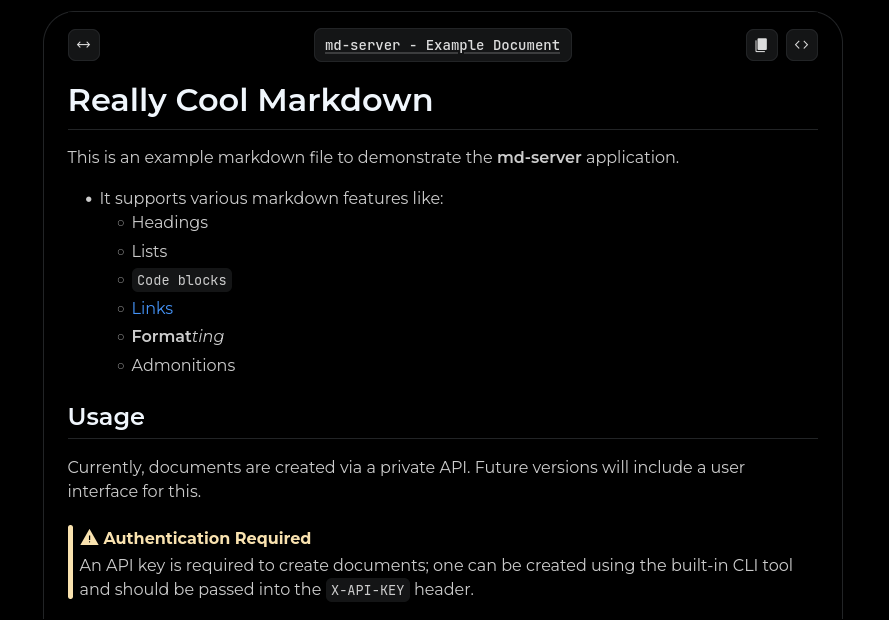 md-server - Example Document
Really Cool Markdown
This is an example markdown file to demonstrate the md-server application.
It supports various markdown features like:
Headings
Lists
Code blocks
Links
Formatting
Admonitions
Usage
Currently, documents are created via a private API. Future versions will include a user
interface for this.
Authentication Required
An API key is required to create documents; one can be created using the built-in CLI tool
and should be passed into the X-API-KEY header.